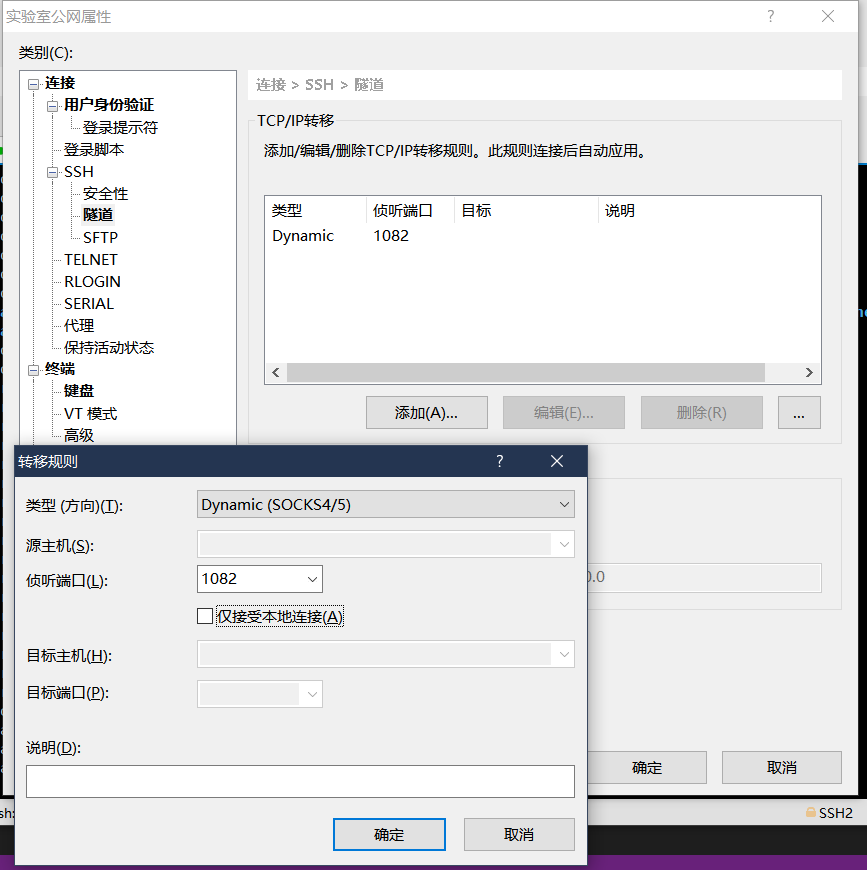 实验室公网属性
?
类别(C):
连接
用户身份验证
登录提示符
登录脚本
SSH
安全性
隧道
SFTP
TELNET
RLOGIN
SERIAL
代理
保持活动状态
终端
键盘
VT 模式
高级
连接 > SSH > 隧道
TCP/IP转移
添加/编辑/删除TCP/IP转移规则。此规则连接后自动应用。
类型 侦听端口 目标 说明
Dynamic 1082
添加(A)... 编辑(E)... 删除(R) ...
转移规则
?
类型 (方向)(T): Dynamic (SOCKS4/5)
源主机(S):
侦听端口(L): 1082
仅接受本地连接(A)
目标主机(H):
目标端口(P):
说明(D):
确定 取消
0.0
确定 取消
SSH2